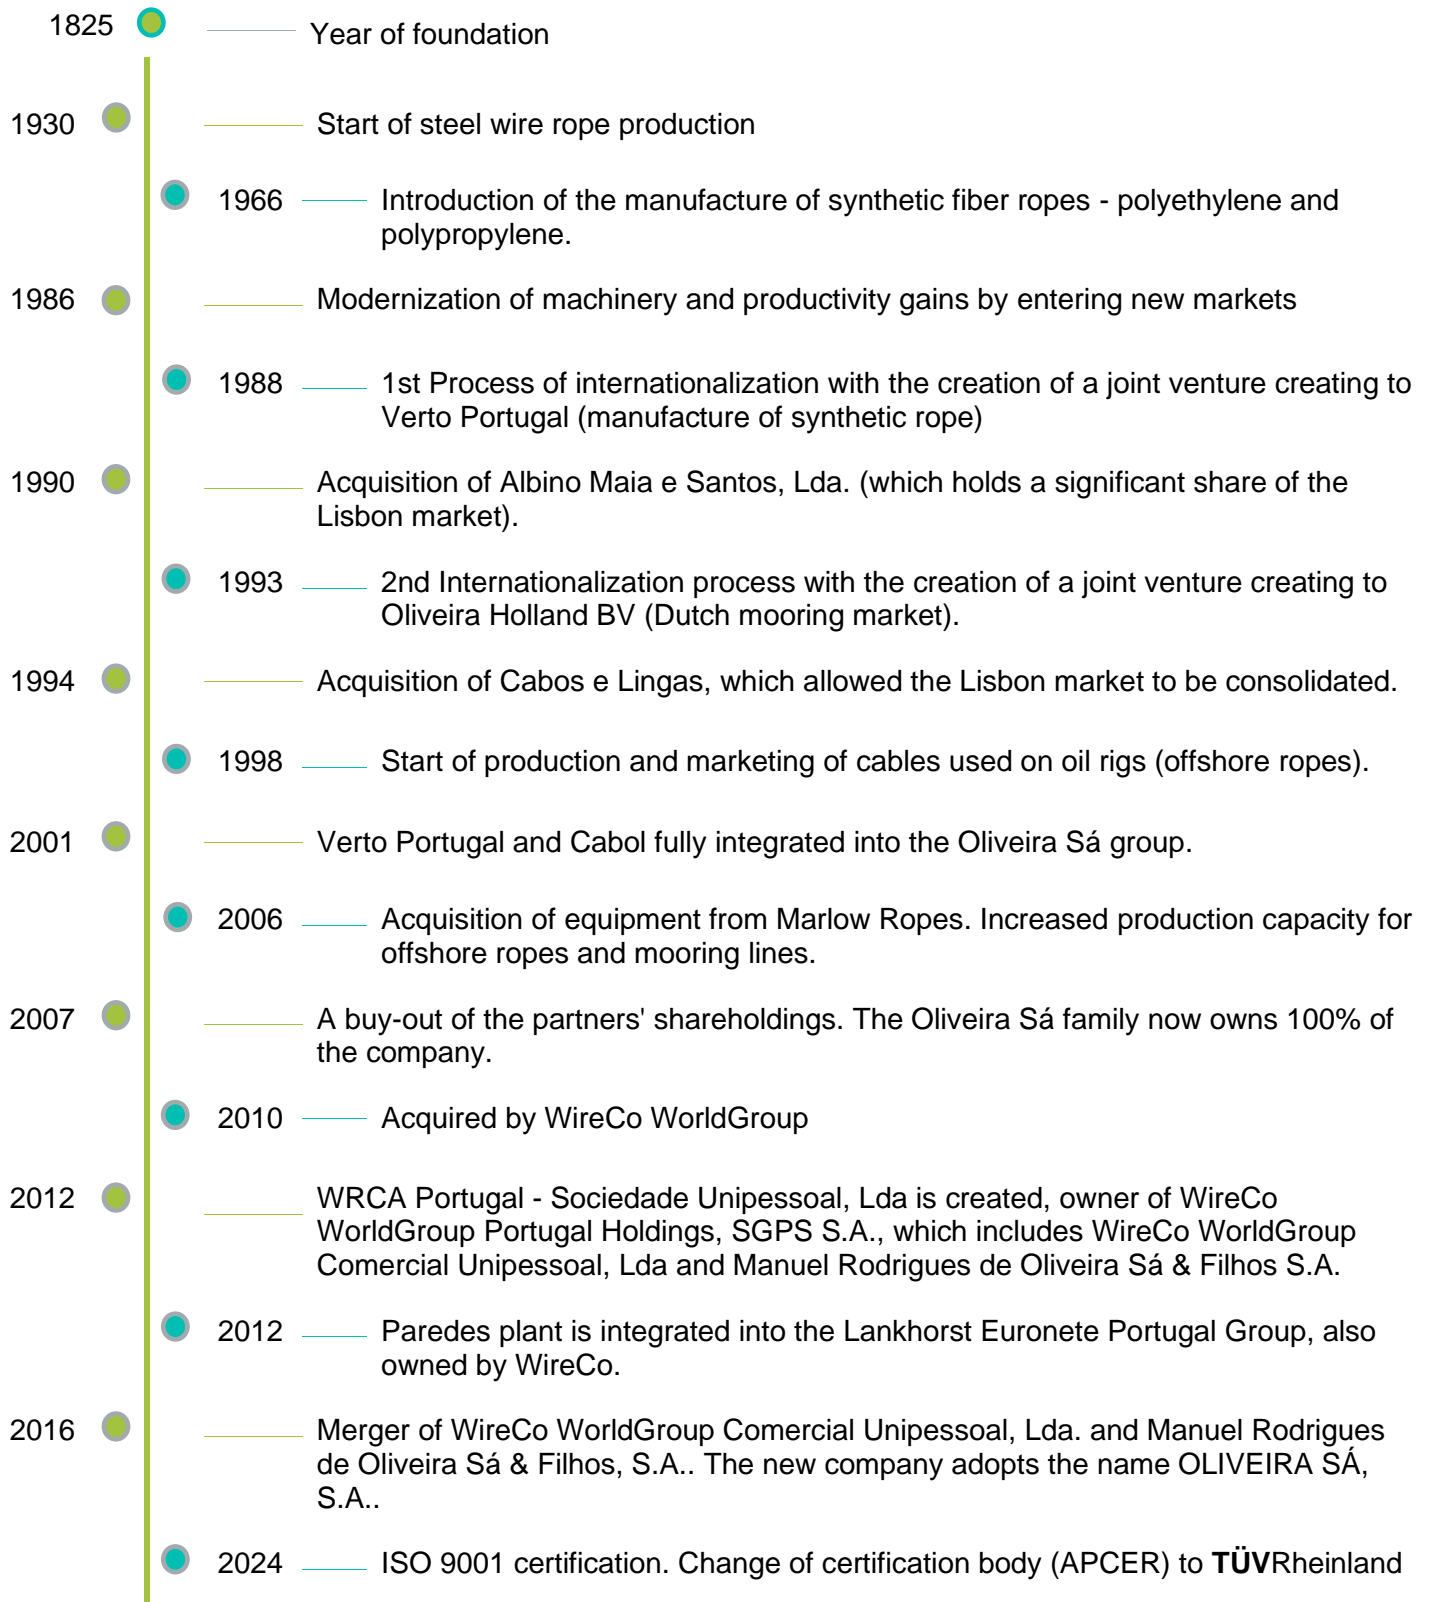 1825 Year of foundation
1930 Start of steel wire rope production
1966 Introduction of the manufacture of synthetic fiber ropes - polyethylene and
polypropylene.
1986 Modernization of machinery and productivity gains by entering new markets
1988 1st Process of internationalization with the creation of a joint venture creating to
Verto Portugal (manufacture of synthetic rope)
1990 Acquisition of Albino Maia e Santos, Lda. (which holds a significant share of the
Lisbon market).
1993 2nd Internationalization process with the creation of a joint venture creating to
Oliveira Holland BV (Dutch mooring market).
1994 Acquisition of Cabos e Lingas, which allowed the Lisbon market to be consolidated.
1998 Start of production and marketing of cables used on oil rigs (offshore ropes).
2001 Verto Portugal and Cabol fully integrated into the Oliveira Sá group.
2006 Acquisition of equipment from Marlow Ropes. Increased production capacity for
offshore ropes and mooring lines.
2007 A buy-out of the partners' shareholdings. The Oliveira Sá family now owns 100% of
the company.
2010 Acquired by WireCo WorldGroup
2012 WRCA Portugal - Sociedade Unipessoal, Lda is created, owner of WireCo
WorldGroup Portugal Holdings, SGPS S.A., which includes WireCo WorldGroup
Comercial Unipessoal, Lda and Manuel Rodrigues de Oliveira Sá & Filhos S.A.
2012 Paredes plant is integrated into the Lankhorst Euronete Portugal Group, also
owned by WireCo.
2016 Merger of WireCo WorldGroup Comercial Unipessoal, Lda. and Manuel Rodrigues
de Oliveira Sá & Filhos, S.A.. The new company adopts the name OLIVEIRA SÁ,
S.A..
2024 ISO 9001 certification. Change of certification body (APCER) to TÜVRheinland